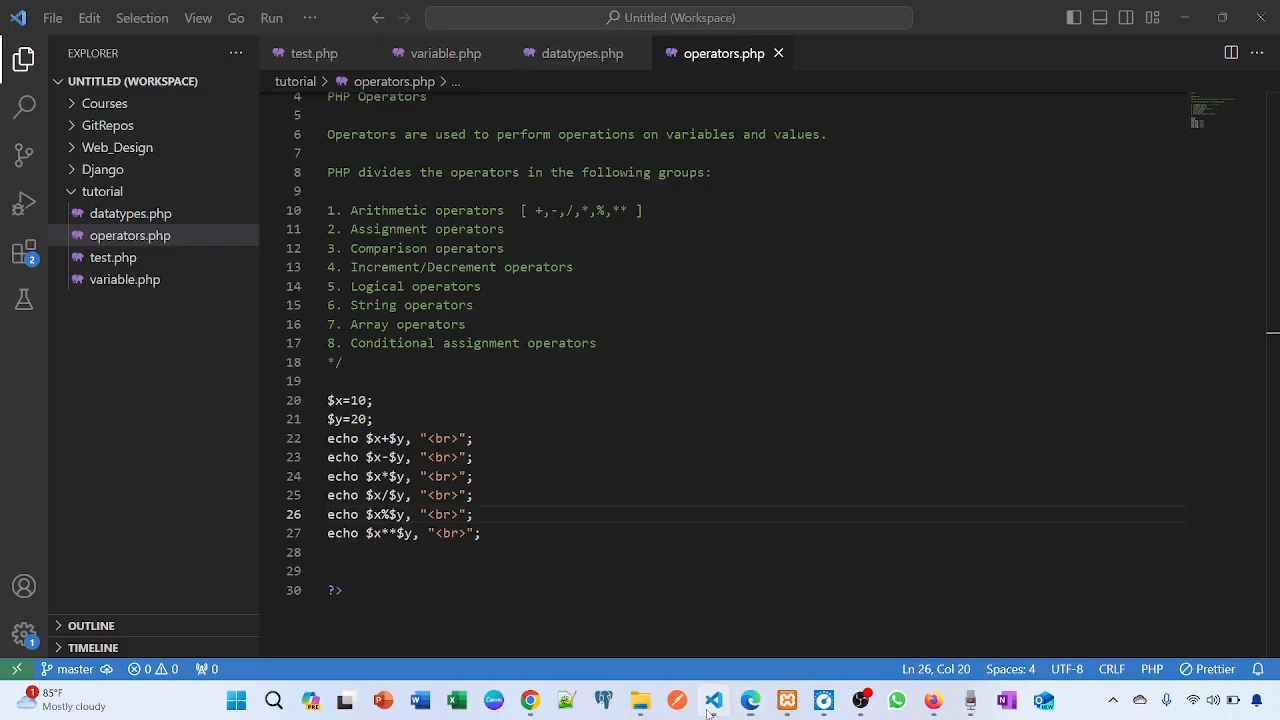 File Edit Selection View Go Run ··· Untitled (Workspace)
EXPLORER ··· test.php variable.php datatypes.php operators.php
UNTITLED (WORKSPACE)
tutorial > operators.php > ...
Courses
GitRepos
Web_Design
Django
tutorial
datatypes.php
operators.php
test.php
variable.php
OUTLINE
TIMELINE
4 PHP Operators
5
6 Operators are used to perform operations on variables and values.
7
8 PHP divides the operators in the following groups:
9
10 1. Arithmetic operators [ +,-,/,*,%,** ]
11 2. Assignment operators
12 3. Comparison operators
13 4. Increment/Decrement operators
14 5. Logical operators
15 6. String operators
16 7. Array operators
17 8. Conditional assignment operators
18 */
19
20 $x=10;
21 $y=20;
22 echo $x+$y, "<br>";
23 echo $x-$y, "<br>";
24 echo $x*$y, "<br>";
25 echo $x/$y, "<br>";
26 echo $x%$y, "<br>";
27 echo $x**$y, "<br>";
28
29
30 ?>
2
1
master 0 0 0 Ln 26, Col 20 Spaces: 4 UTF-8 CRLF PHP Prettier
1 85°F
Mostly cloudy
PRE
Canva
NEW